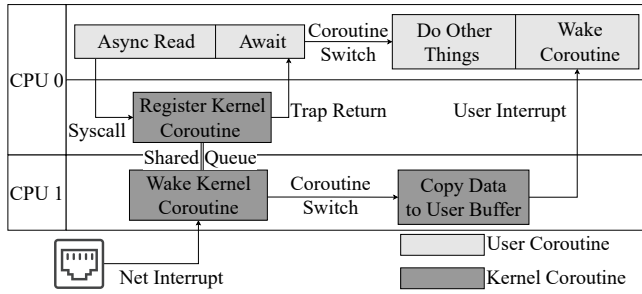 CPU 0
Async Read
Await
Coroutine
Switch
Do Other
Things
Wake
Coroutine
Syscall
Register Kernel
Coroutine
Trap Return
User Interrupt
Shared Queue
CPU 1
Wake Kernel
Coroutine
Coroutine
Switch
Copy Data
to User Buffer
Net Interrupt
User Coroutine
Kernel Coroutine